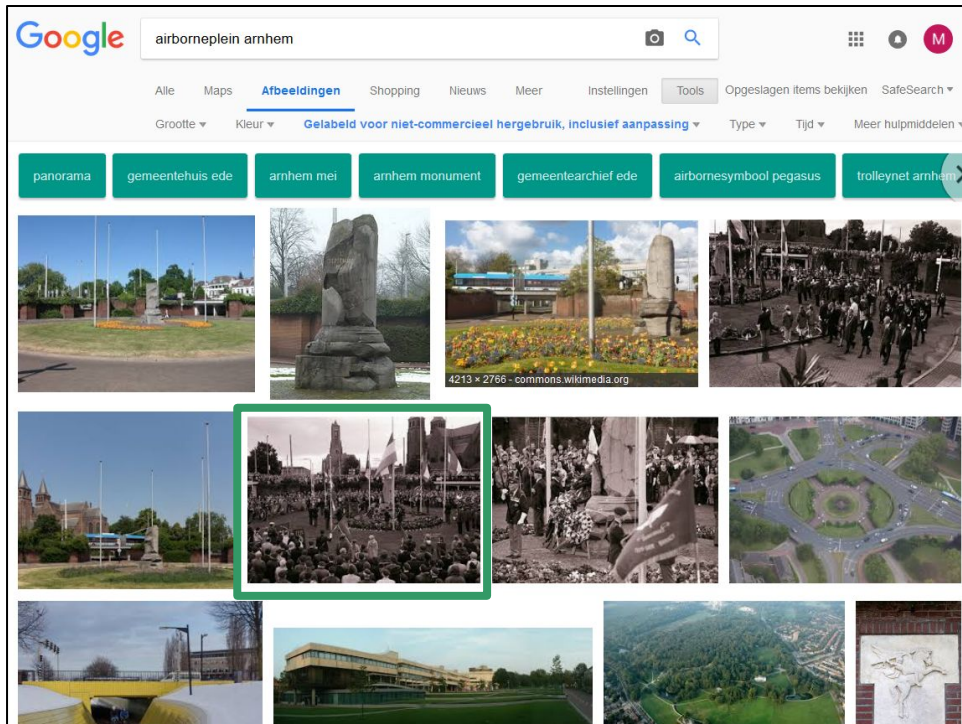 Google
airborneplein arnhem
M
Alle Maps Afbeeldingen Shopping Nieuws Meer Instellingen Tools Opgeslagen items bekijken SafeSearch
Grootte Kleur Gelabeld voor niet-commercieel hergebruik, inclusief aanpassing Type Tijd Meer hulpmiddelen
panorama gemeentehuis ede arnhem mei arnhem monument gemeentearchief ede airbornesymbool pegasus trolleynet arnhem
4213 × 2766 - commons.wikimedia.org